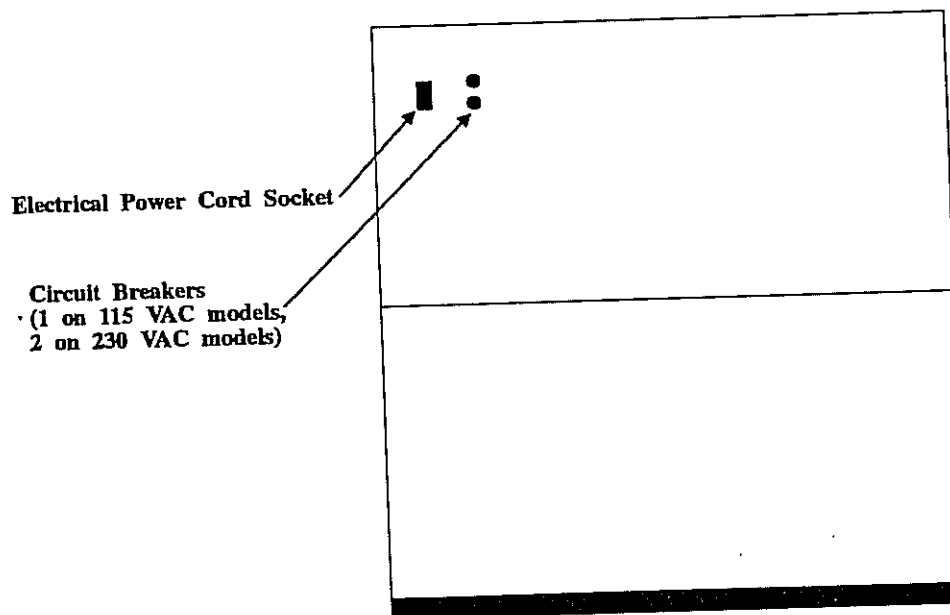 Electrical Power Cord Socket
Circuit Breakers
(1 on 115 VAC models,
2 on 230 VAC models)